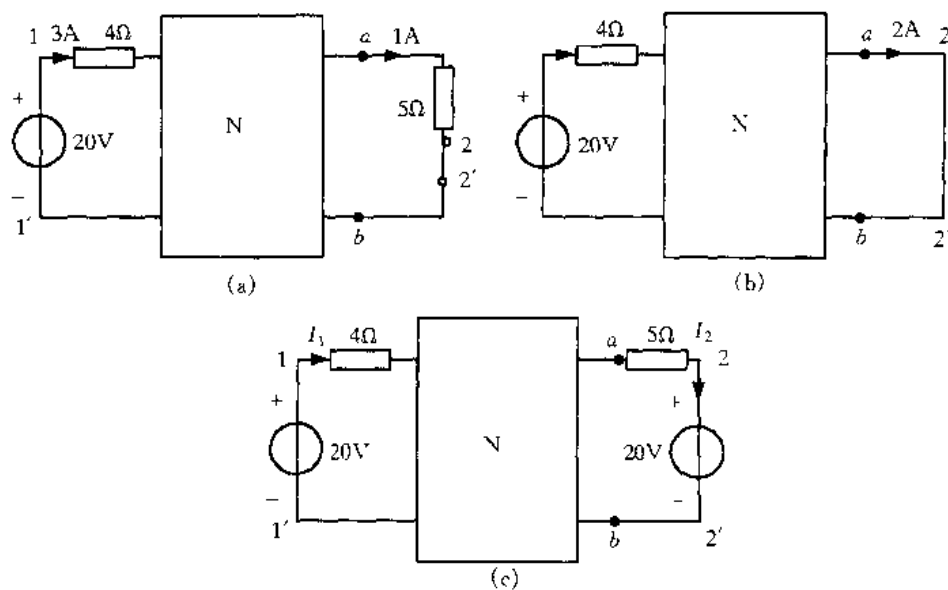 1 3A 4Ω
a 1A
+
N
5Ω
20V
2
2′
−
1′
b
(a)
4Ω
a 2A 2
+
N
20V
−
b 2′
(b)
1 I₁ 4Ω
a 5Ω I₂ 2
+
+
N
20V
20V
−
−
1′
b 2′
(c)